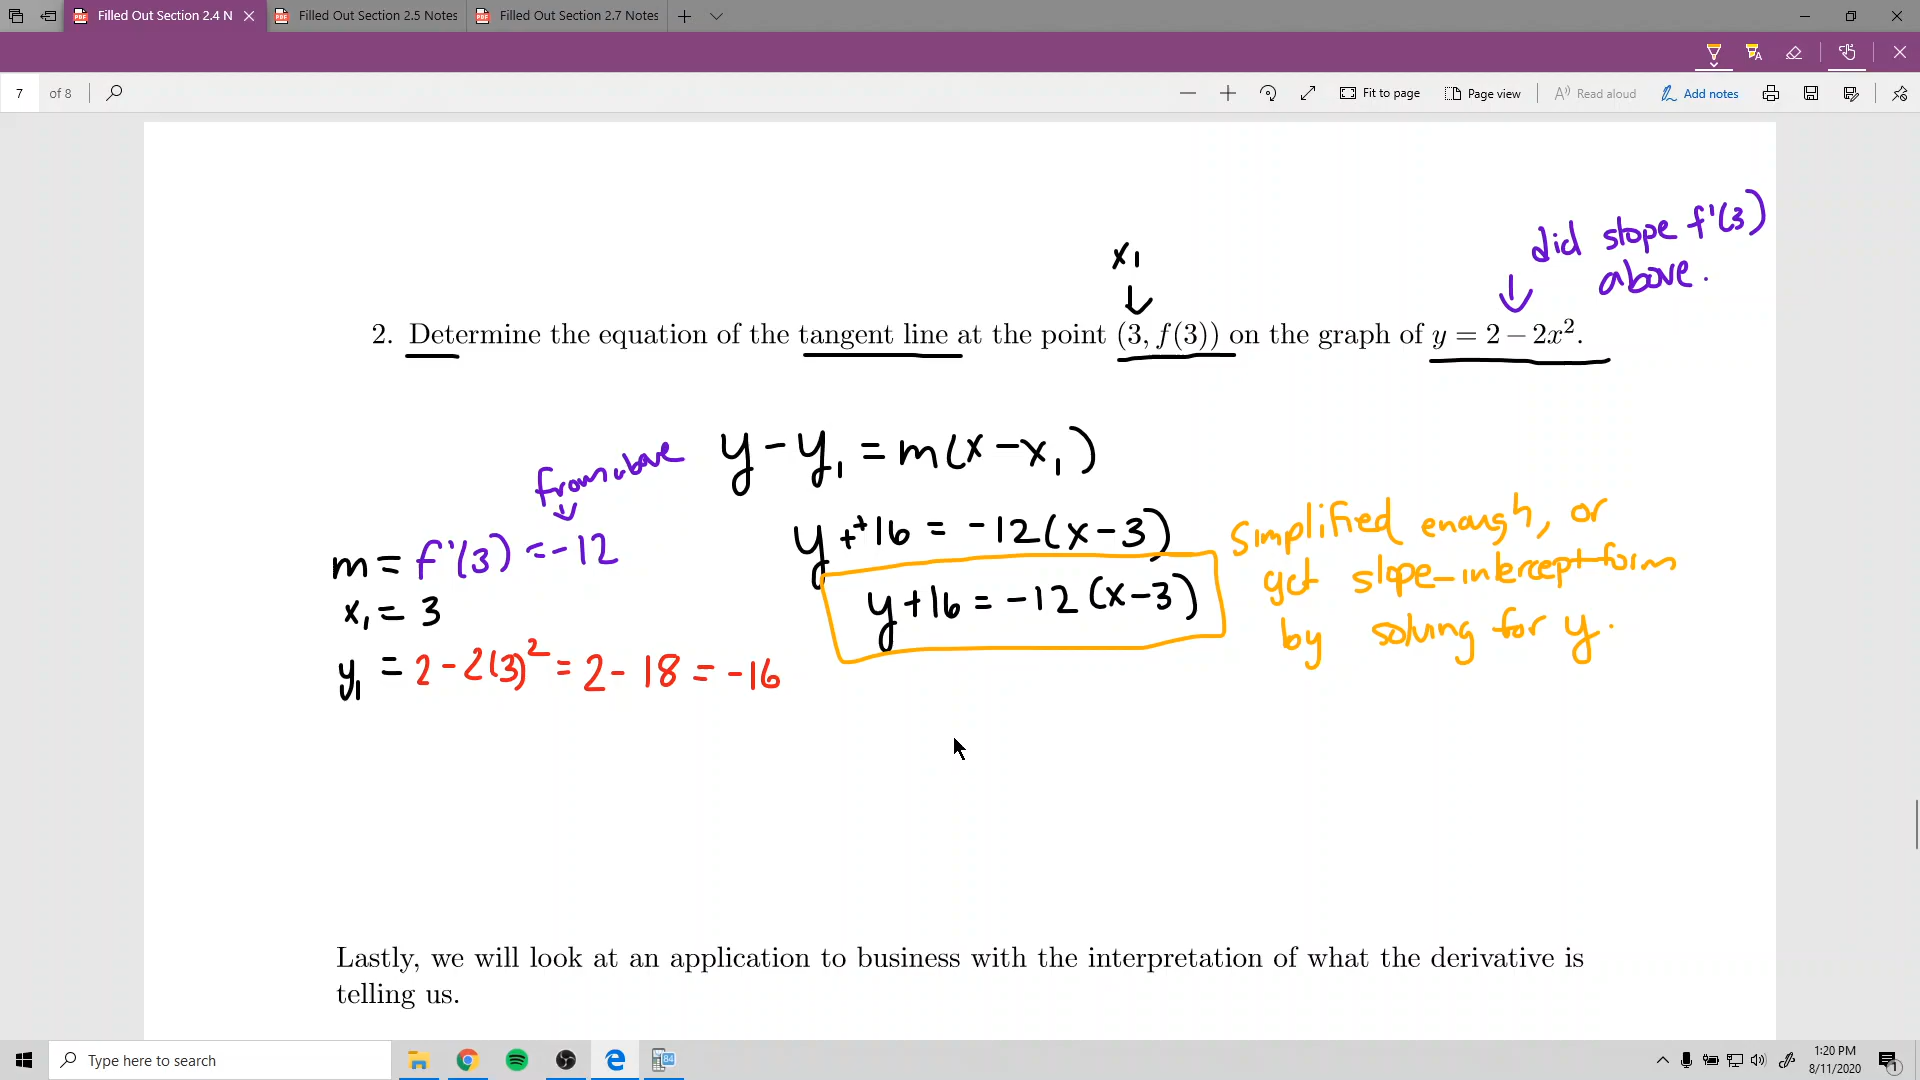 Filled Out Section 2.4 N
Filled Out Section 2.5 Notes
Filled Out Section 2.7 Notes
7 of 8
Fit to page
Page view
Read aloud
Add notes
did slope f'(3)
above.
x₁
2. Determine the equation of the tangent line at the point (3, f(3)) on the graph of y = 2 − 2x².
from above
y − y₁ = m(x − x₁)
y + +16 = −12(x−3)
y+16 = −12(x−3)
Simplified enough, or
get slope-intercept form
by solving for y.
m = f'(3) = −12
x₁ = 3
y₁ = 2 − 2(3)² = 2 − 18 = −16
Lastly, we will look at an application to business with the interpretation of what the derivative is
telling us.
Type here to search
84
1:20 PM
8/11/2020
1